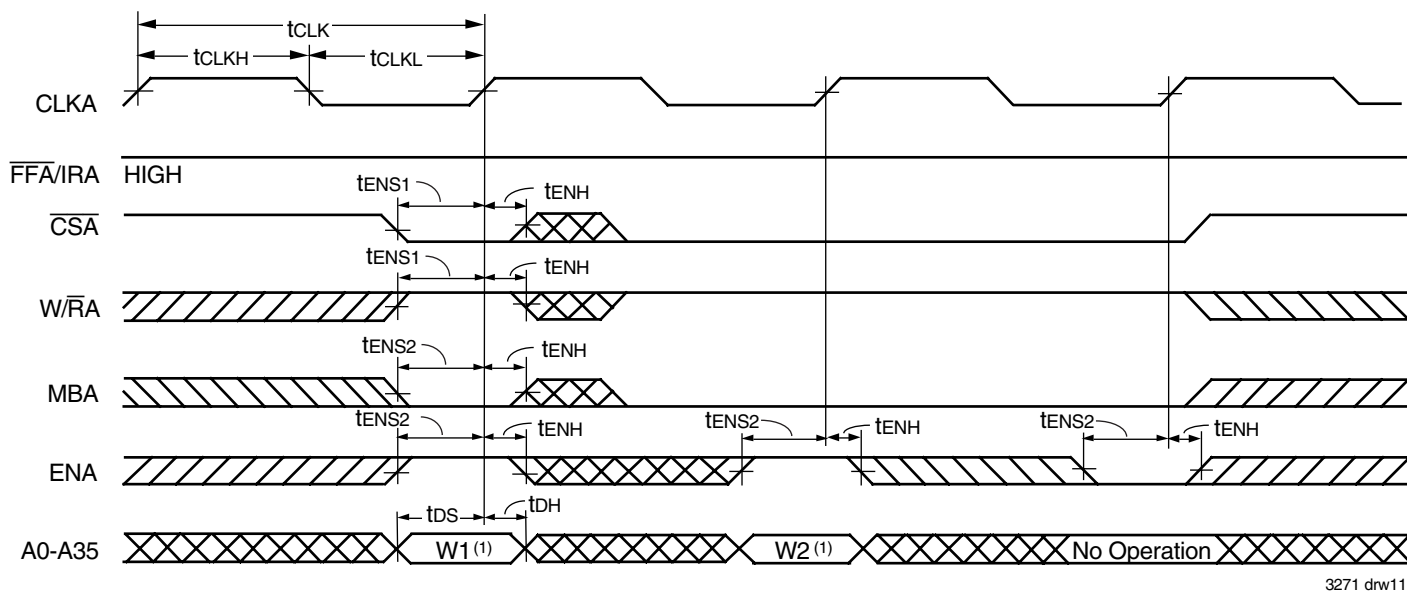 tCLK
tCLKH
tCLKL
CLKA
FFA/IRA HIGH
tENS1
tENH
CSA
tENS1
tENH
W/RA
tENS2
tENH
MBA
tENS2
tENH
tENS2
tENH
tENS2
tENH
ENA
tDS
tDH
A0-A35
W1(1)
W2(1)
No Operation
3271 drw11